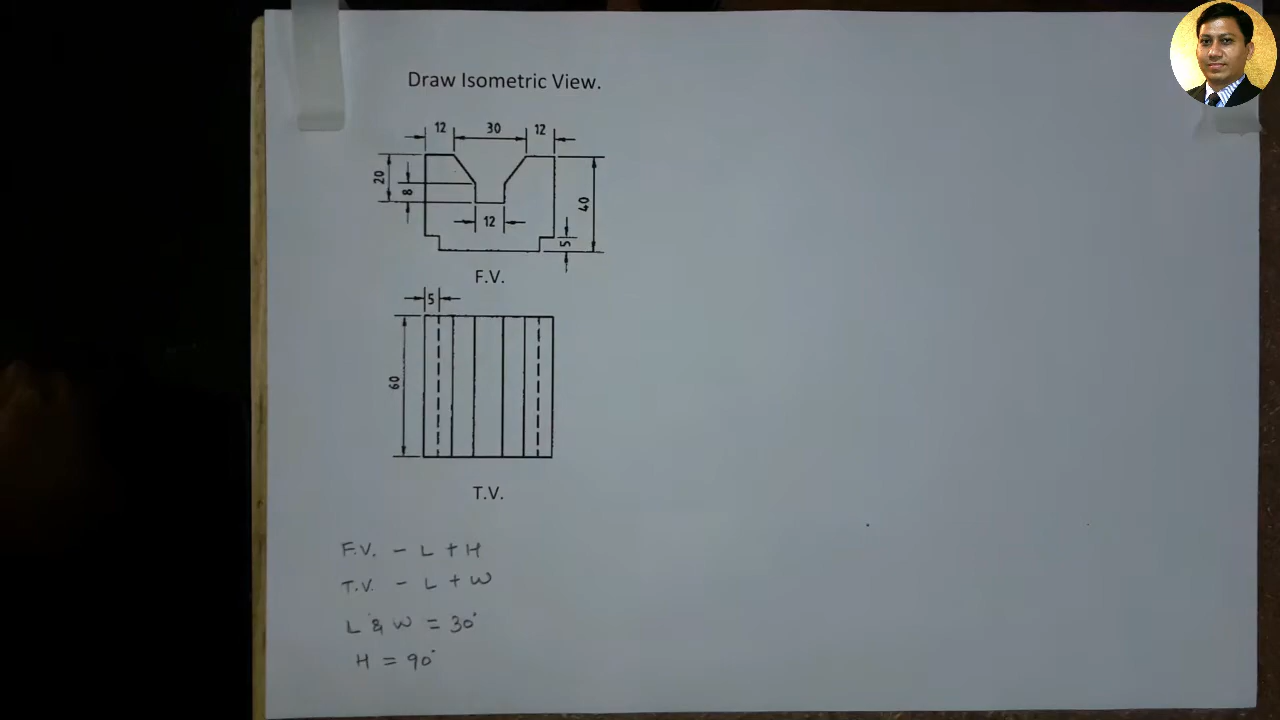 Draw Isometric View.
12 30 12
20
8
40
12
5
F.V.
5
60
T.V.
F.V. - L + H
T.V. - L + W
L & W = 30°
H = 90°